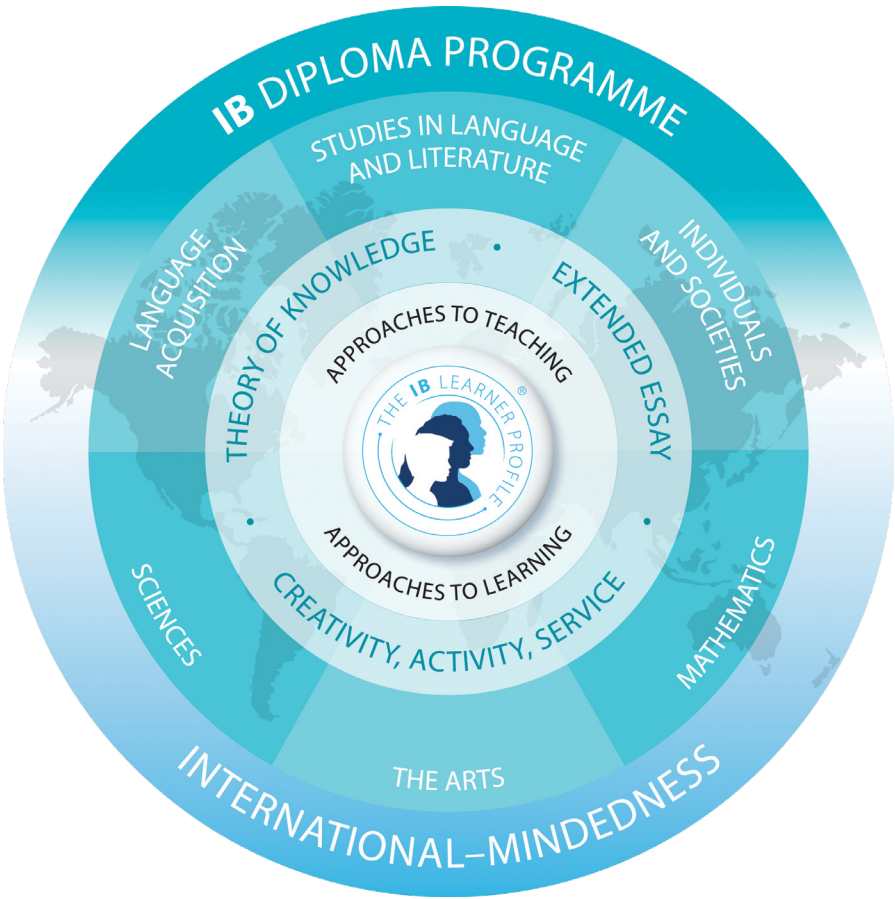 IB DIPLOMA PROGRAMME
STUDIES IN LANGUAGE
AND LITERATURE
LANGUAGE
ACQUISITION
INDIVIDUALS
AND SOCIETIES
THEORY OF KNOWLEDGE
•
EXTENDED ESSAY
APPROACHES TO TEACHING
• THE IB LEARNER PROFILE •
®
APPROACHES TO LEARNING
•
CREATIVITY, ACTIVITY, SERVICE
•
SCIENCES
MATHEMATICS
THE ARTS
INTERNATIONAL–MINDEDNESS